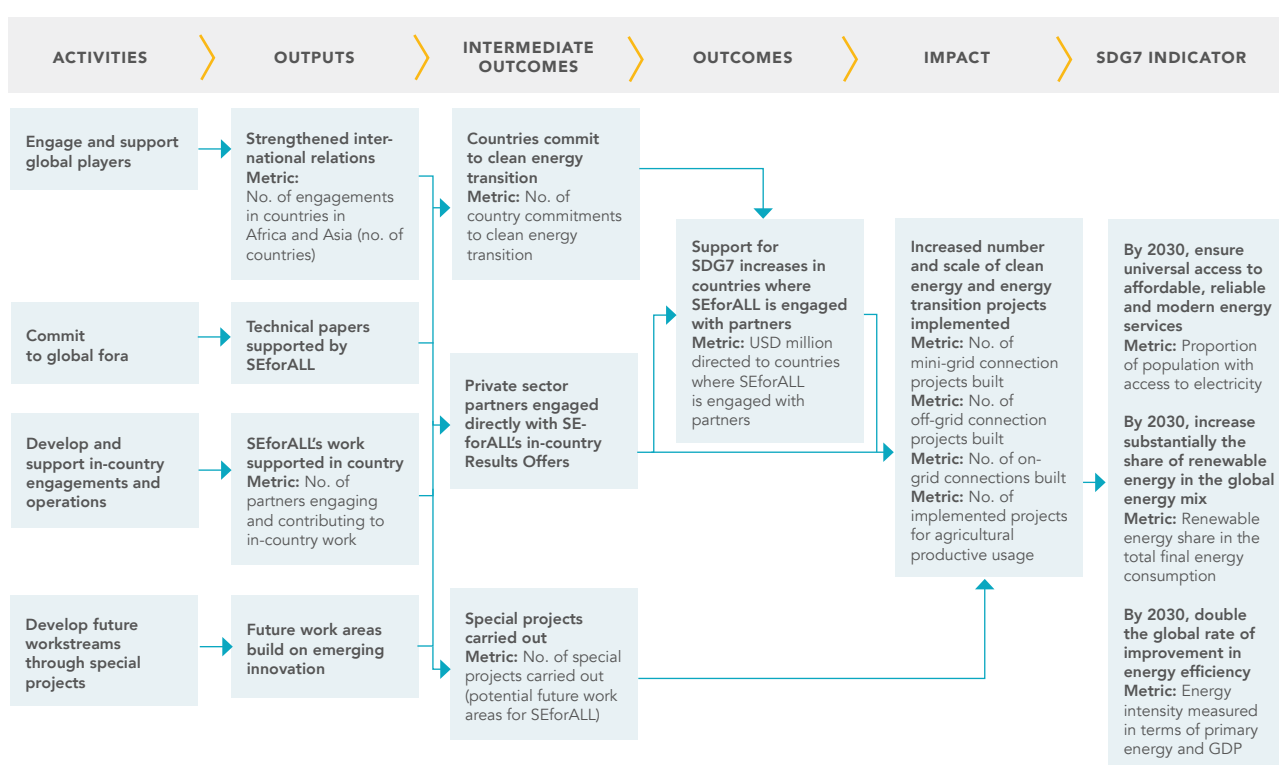 ACTIVITIES
OUTPUTS
INTERMEDIATE
OUTCOMES
OUTCOMES
IMPACT
SDG7 INDICATOR
Engage and support
global players
Commit
to global fora
Develop and
support in-country
engagements and
operations
Develop future
workstreams
through special
projects
Strengthened inter-
national relations
Metric:
No. of engagements
in countries in
Africa and Asia (no. of
countries)
Technical papers
supported by
SEforALL
SEforALL’s work
supported in country
Metric: No. of
partners engaging
and contributing to
in-country work
Future work areas
build on emerging
innovation
Countries commit
to clean energy
transition
Metric: No. of
country commitments
to clean energy
transition
Private sector
partners engaged
directly with SE-
forALL’s in-country
Results Offers
Special projects
carried out
Metric: No. of special
projects carried out
(potential future work
areas for SEforALL)
Support for
SDG7 increases in
countries where
SEforALL is engaged
with partners
Metric: USD million
directed to countries
where SEforALL
is engaged with
partners
Increased number
and scale of clean
energy and energy
transition projects
implemented
Metric: No. of
mini-grid connection
projects built
Metric: No. of
off-grid connection
projects built
Metric: No. of on-
grid connections built
Metric: No. of
implemented projects
for agricultural
productive usage
By 2030, ensure
universal access to
affordable, reliable
and modern energy
services
Metric: Proportion
of population with
access to electricity
By 2030, increase
substantially the
share of renewable
energy in the global
energy mix
Metric: Renewable
energy share in the
total final energy
consumption
By 2030, double
the global rate of
improvement in
energy efficiency
Metric: Energy
intensity measured
in terms of primary
energy and GDP